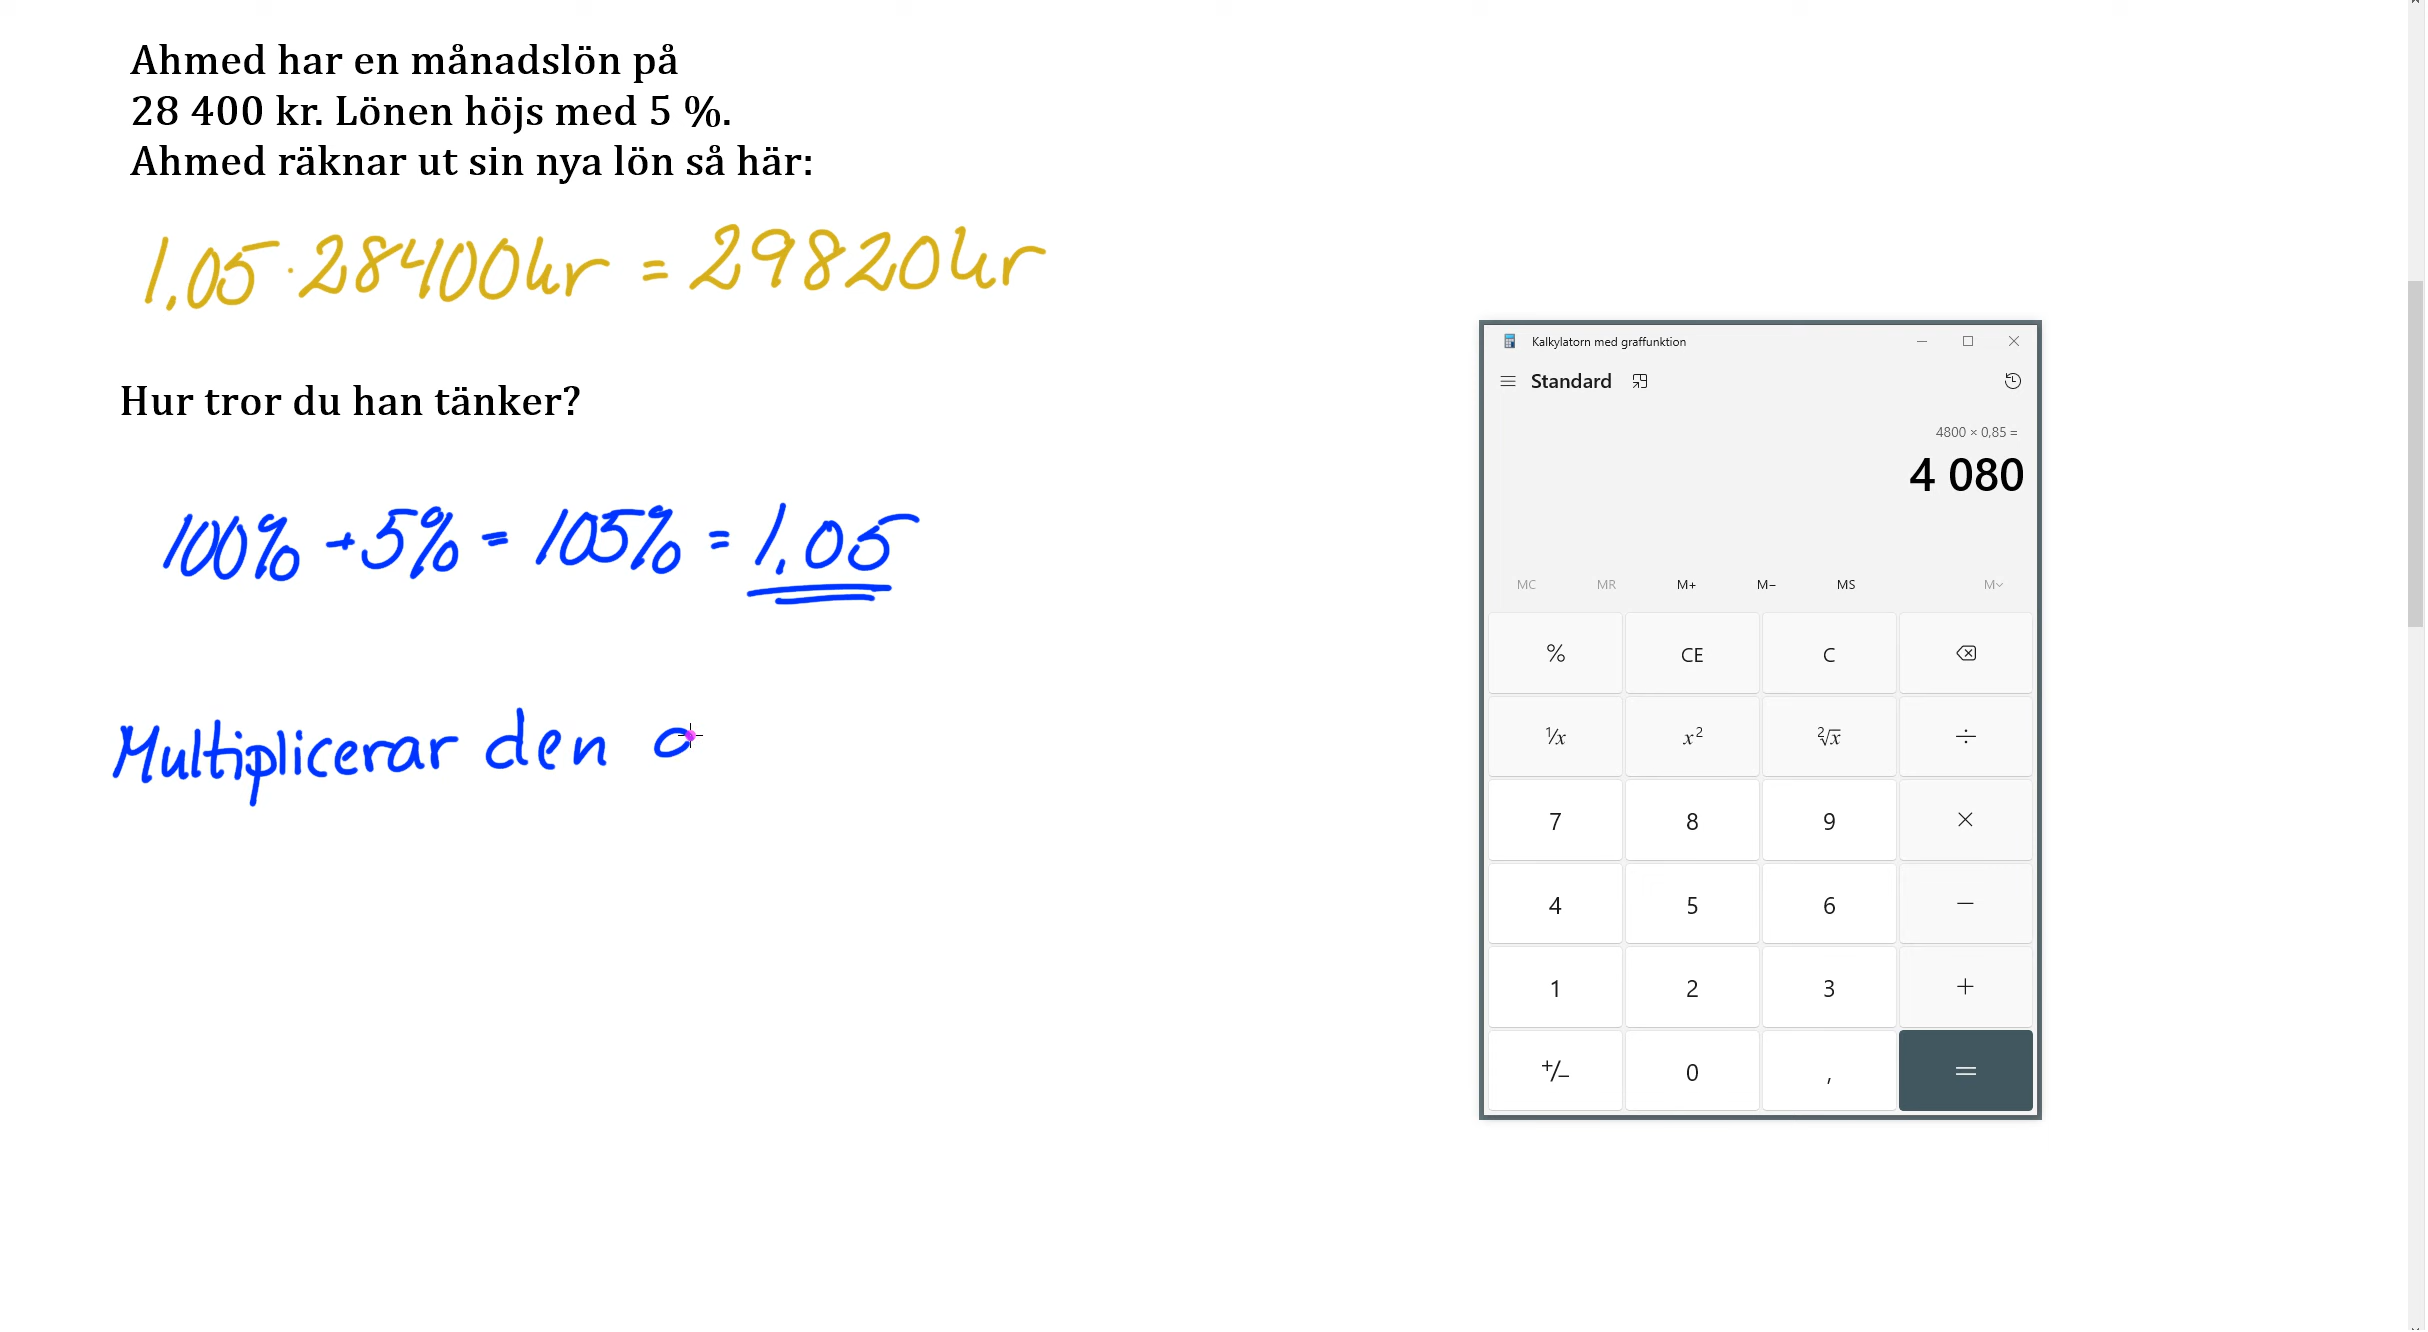 Ahmed har en månadslön på
28 400 kr. Lönen höjs med 5 %.
Ahmed räknar ut sin nya lön så här:
1,05 · 28400kr = 29820kr
Hur tror du han tänker?
100% + 5% = 105% = 1,05
Multiplicerar den
Kalkylatorn med graffunktion
Standard
4800 × 0,85 =
4 080
MC MR M+ M− MS M˅
% CE C
¹/x x² ²√x ÷
7 8 9 ×
4 5 6 −
1 2 3 +
+/− 0 , =